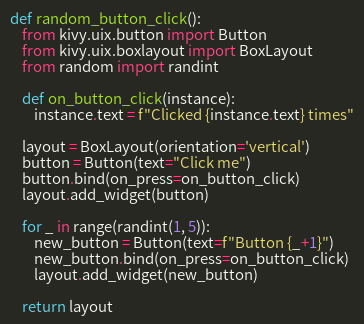 def random_button_click():
    from kivy.uix.button import Button
    from kivy.uix.boxlayout import BoxLayout
    from random import randint

    def on_button_click(instance):
        instance.text = f"Clicked {instance.text} times"

    layout = BoxLayout(orientation='vertical')
    button = Button(text="Click me")
    button.bind(on_press=on_button_click)
    layout.add_widget(button)

    for _ in range(randint(1, 5)):
        new_button = Button(text=f"Button {_+1}")
        new_button.bind(on_press=on_button_click)
        layout.add_widget(new_button)

    return layout